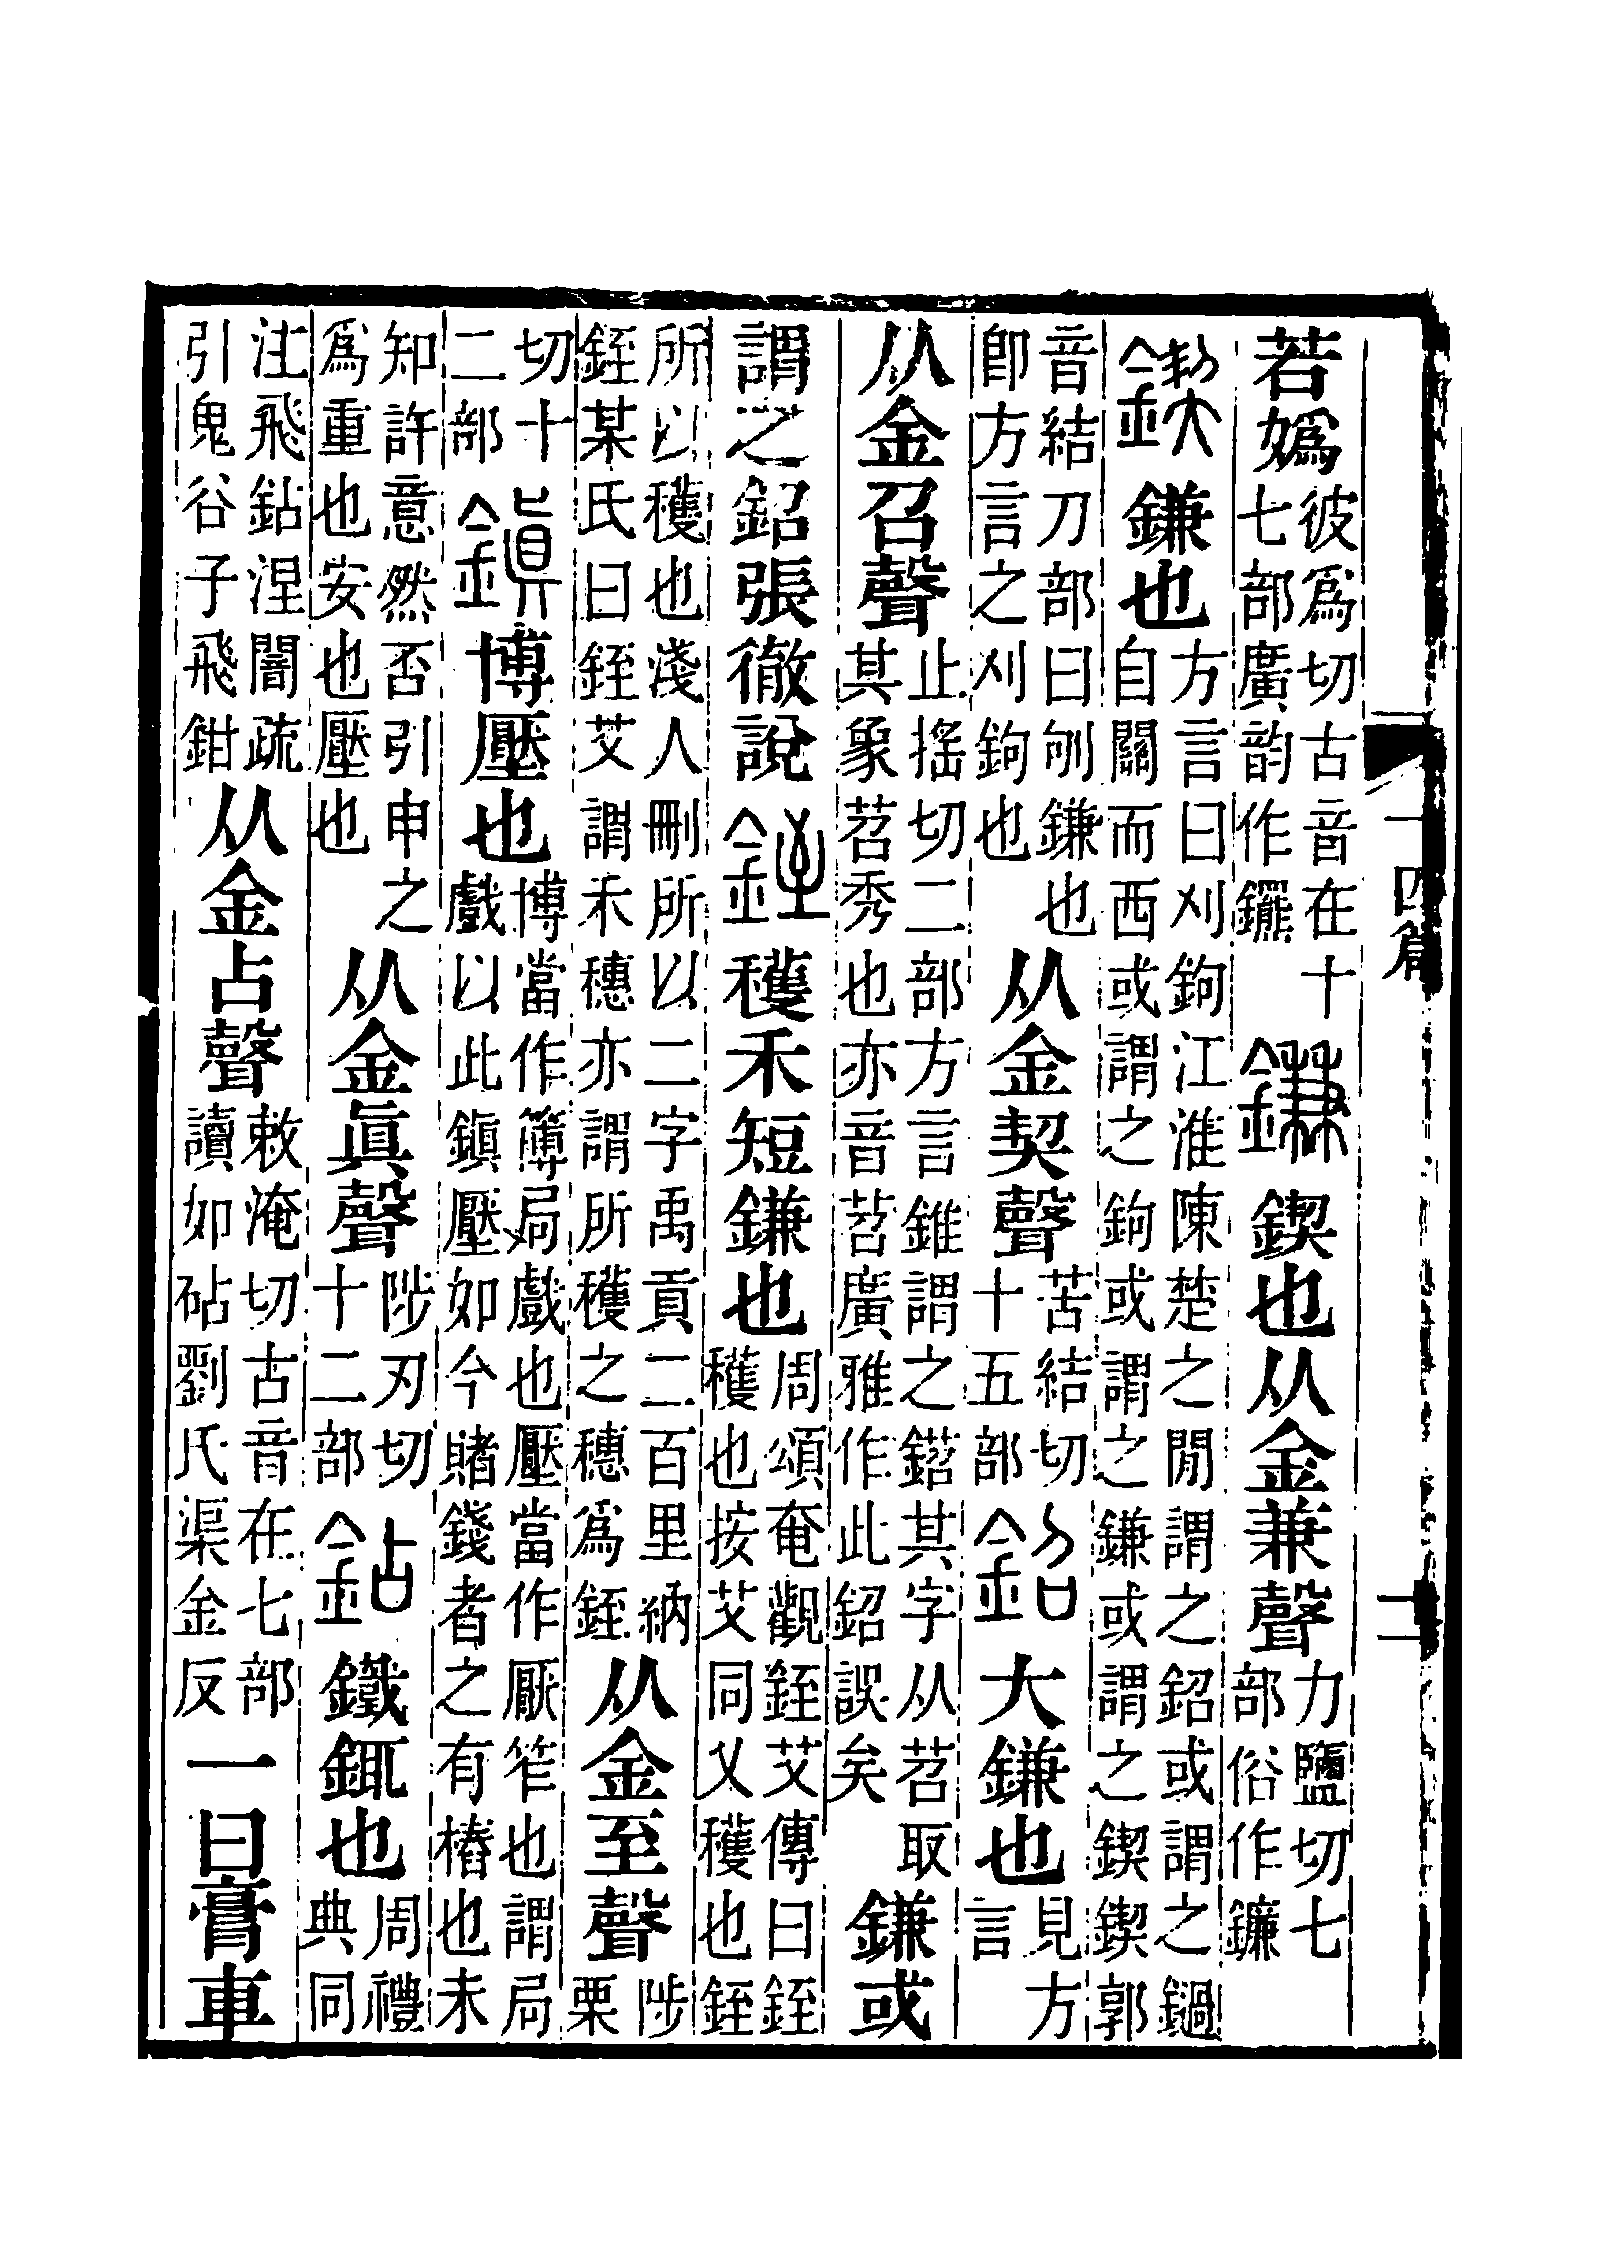 十四篇
二
若嬀彼爲切古音在十七部廣韵作 鎌鍥也从金兼聲力鹽切七部俗作鐮
鍥鎌也方言曰刈鉤江淮陳楚之閒謂之鉊或謂之鐹自關而西或謂之鉤或謂之鎌或謂之鍥鍥郭
音結刀部曰𠛎鎌也卽方言之刈鉤也从金契聲苦結切十五部鉊大鎌也見方言
从金召聲止搖切二部方言錐謂之鍣其字从苕取其象苕秀也亦音苕廣雅作此鉊誤矣鎌或
謂之鉊張徹說銍穫禾短鎌也周頌奄觀銍艾傳曰銍穫也按艾同乂穫也銍
所以穫也淺人刪所以二字禹貢二百里納銍某氏曰銍艾謂禾穗亦謂所穫之穗爲銍从金至聲陟栗
切十二部鎭博壓也博當作簙局戲也壓當作厭笮也謂局戲以此鎭壓如今賭錢者之有樁也未
知許意然否引申之爲重也安也壓也从金眞聲陟刃切十二部鉆鐵銸也周禮典同
注飛鉆涅闇疏引鬼谷子飛鉗从金占聲敕淹切古音在七部讀如砧劉氏渠金反一曰膏車